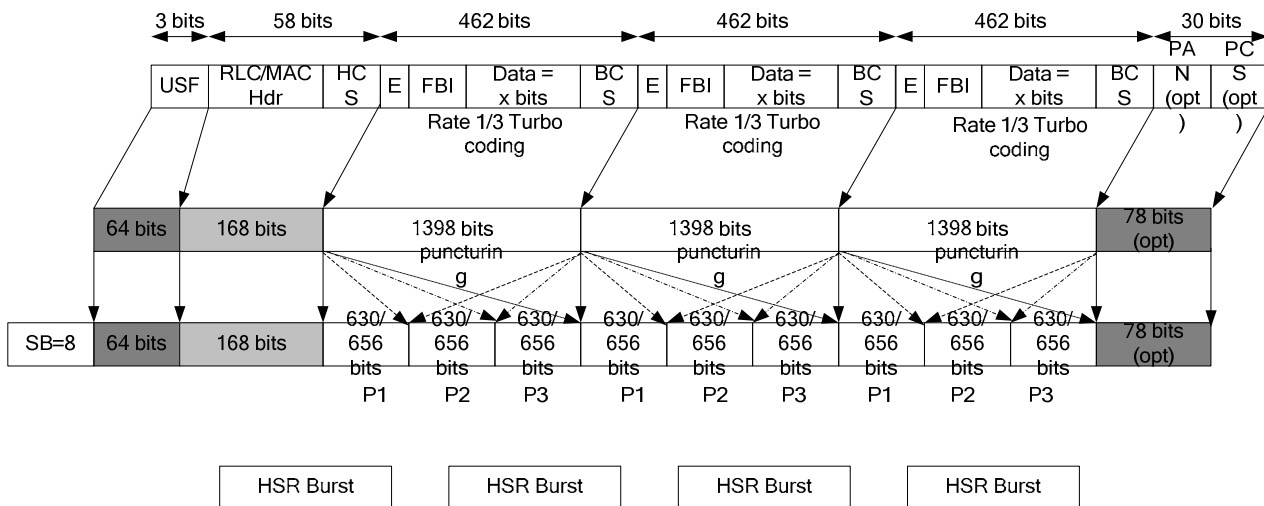 3 bits 58 bits 462 bits 462 bits 462 bits 30 bits
USF RLC/MAC Hdr HC S E FBI Data = x bits BC S E FBI Data = x bits BC S E FBI Data = x bits BC S PA N (opt ) PC S (opt )
Rate 1/3 Turbo coding Rate 1/3 Turbo coding Rate 1/3 Turbo coding
64 bits 168 bits 1398 bits puncturin g 1398 bits puncturin g 1398 bits puncturin g 78 bits (opt)
SB=8 64 bits 168 bits 630/ 656 bits 630/ 656 bits 630/ 656 bits 630/ 656 bits 630/ 656 bits 630/ 656 bits 630/ 656 bits 630/ 656 bits 630/ 656 bits 78 bits (opt)
P1 P2 P3 P1 P2 P3 P1 P2 P3
HSR Burst HSR Burst HSR Burst HSR Burst